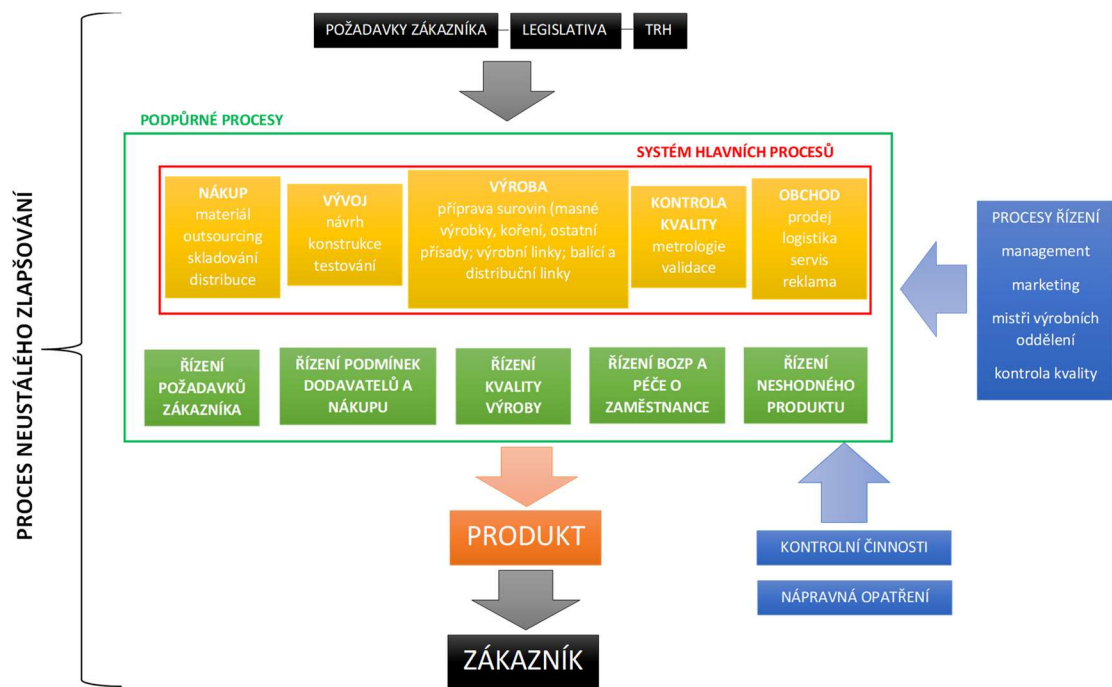 POŽADAVKY ZÁKAZNÍKA
LEGISLATIVA
TRH
PROCES NEUSTÁLÉHO ZLAPŠOVÁNÍ
PODPŮRNÉ PROCESY
SYSTÉM HLAVNÍCH PROCESŮ
NÁKUP
materiál
outsourcing
skladování
distribuce
VÝVOJ
návrh
konstrukce
testování
VÝROBA
příprava surovin (masné
výrobky, koření, ostatní
přísady; výrobní linky; balící a
distribuční linky
KONTROLA
KVALITY
metrologie
validace
OBCHOD
prodej
logistika
servis
reklama
PROCESY ŘÍZENÍ
management
marketing
mistři výrobních
oddělení
kontrola kvality
ŘÍZENÍ
POŽADAVKŮ
ZÁKAZNÍKA
ŘÍZENÍ PODMÍNEK
DODAVATELŮ A
NÁKUPU
ŘÍZENÍ
KVALITY
VÝROBY
ŘÍZENÍ BOZP A
PÉČE O
ZAMĚSTNANCE
ŘÍZENÍ
NESHODNÉHO
PRODUKTU
PRODUKT
KONTROLNÍ ČINNOSTI
NÁPRAVNÁ OPATŘENÍ
ZÁKAZNÍK